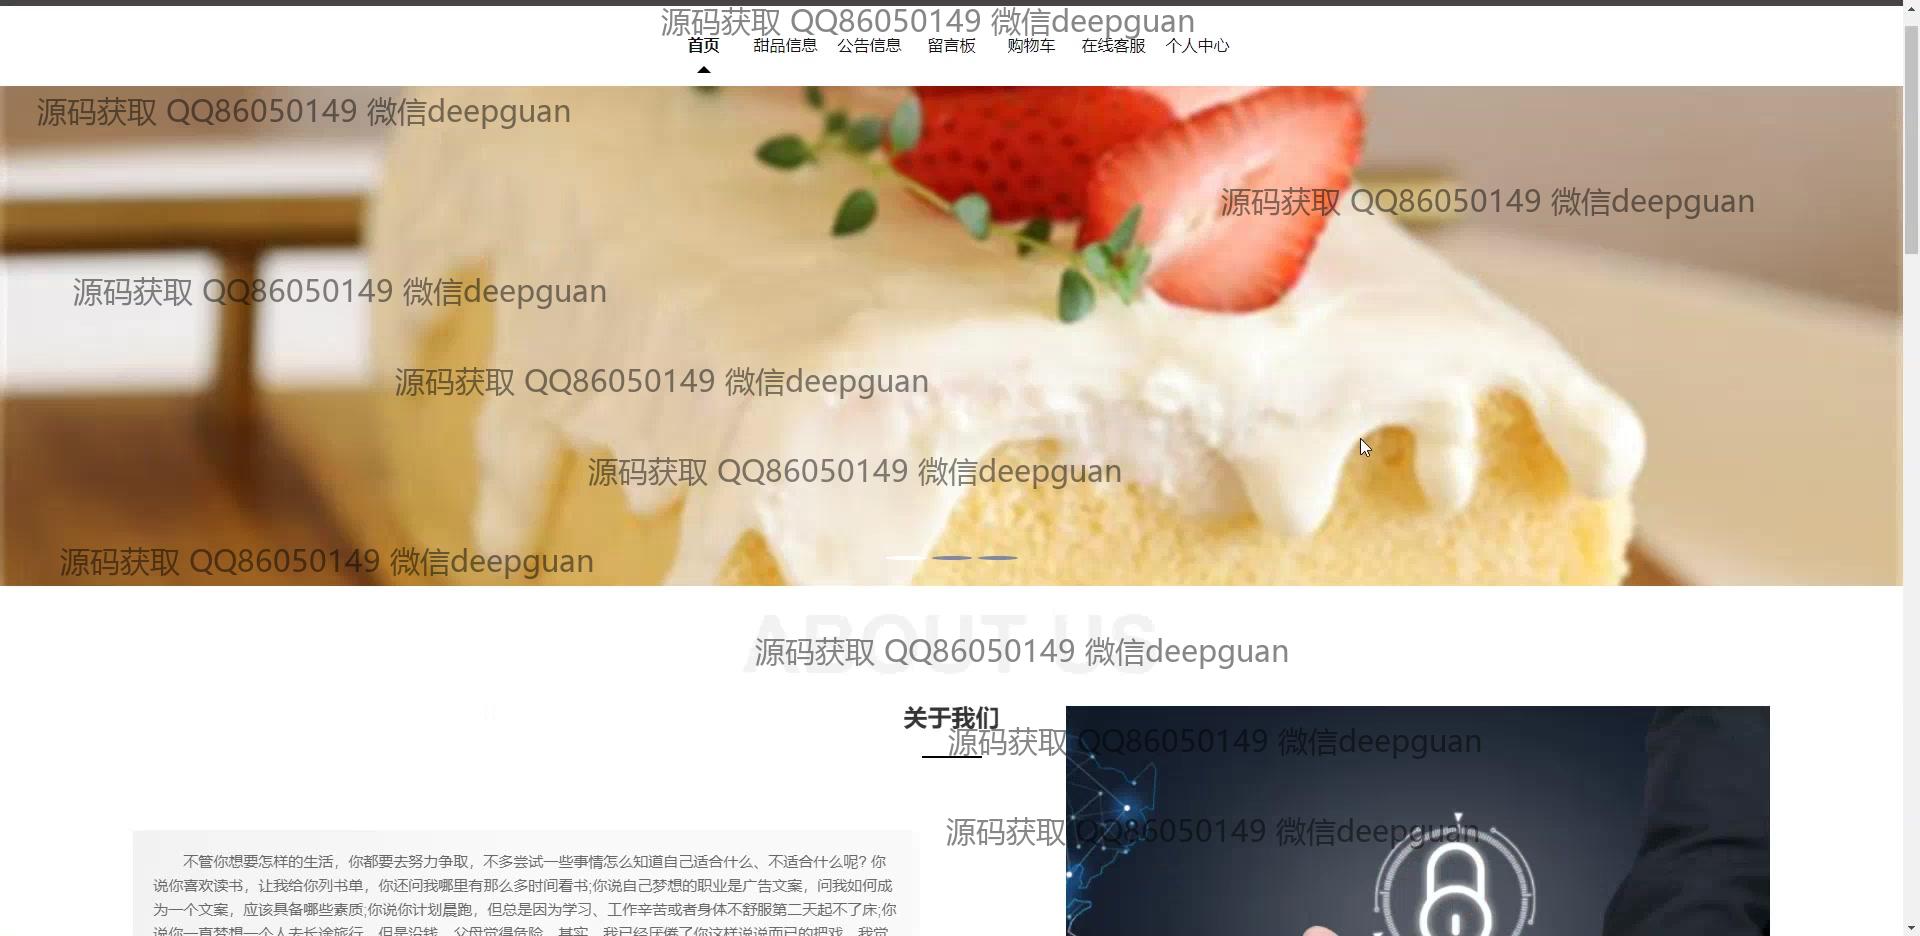 源码获取 QQ86050149 微信deepguan
首页 甜品信息 公告信息 留言板 购物车 在线客服 个人中心
源码获取 QQ86050149 微信deepguan
源码获取 QQ86050149 微信deepguan
源码获取 QQ86050149 微信deepguan
源码获取 QQ86050149 微信deepguan
源码获取 QQ86050149 微信deepguan
源码获取 QQ86050149 微信deepguan
ABOUT US
源码获取 QQ86050149 微信deepguan
关于我们
源码获取 QQ86050149 微信deepguan
源码获取 QQ86050149 微信deepguan
不管你想要怎样的生活，你都要去努力争取，不多尝试一些事情怎么知道自己适合什么、不适合什么呢? 你
说你喜欢读书，让我给你列书单，你还问我哪里有那么多时间看书;你说自己梦想的职业是广告文案，问我如何成
为一个文案，应该具备哪些素质;你说你计划晨跑，但总是因为学习、工作辛苦或者身体不舒服第二天起不了床;你
说你一直梦想一个人去长途旅行，但是没钱，父母觉得危险。其实，我已经厌倦了你这样说说而已的把戏，我觉